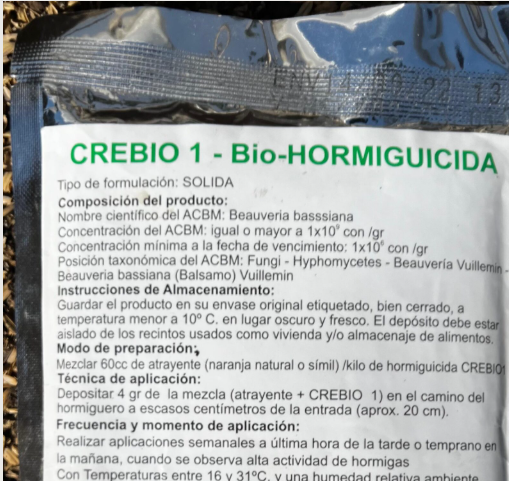 CREBIO 1 - Bio-HORMIGUICIDA
Tipo de formulación: SOLIDA
Composición del producto:
Nombre científico del ACBM: Beauveria basssiana
Concentración del ACBM: igual o mayor a 1x10⁹ con /gr
Concentración mínima a la fecha de vencimiento: 1x10⁶ con /gr
Posición taxonómica del ACBM: Fungi - Hyphomycetes - Beauvería Vuillemin -
Beauveria bassiana (Balsamo) Vuillemin
Instrucciones de Almacenamiento:
Guardar el producto en su envase original etiquetado, bien cerrado, a
temperatura menor a 10º C. en lugar oscuro y fresco. El depósito debe estar
aislado de los recintos usados como vivienda y/o almacenaje de alimentos.
Modo de preparación:
Mezclar 60cc de atrayente (naranja natural o símil) /kilo de hormiguicida CREBIO1
Técnica de aplicación:
Depositar 4 gr de la mezcla (atrayente + CREBIO 1) en el camino del
hormiguero a escasos centímetros de la entrada (aprox. 20 cm).
Frecuencia y momento de aplicación:
Realizar aplicaciones semanales a última hora de la tarde o temprano en
la mañana, cuando se observa alta actividad de hormigas
Con Temperaturas entre 16 y 31ºC, y una humedad relativa ambiente